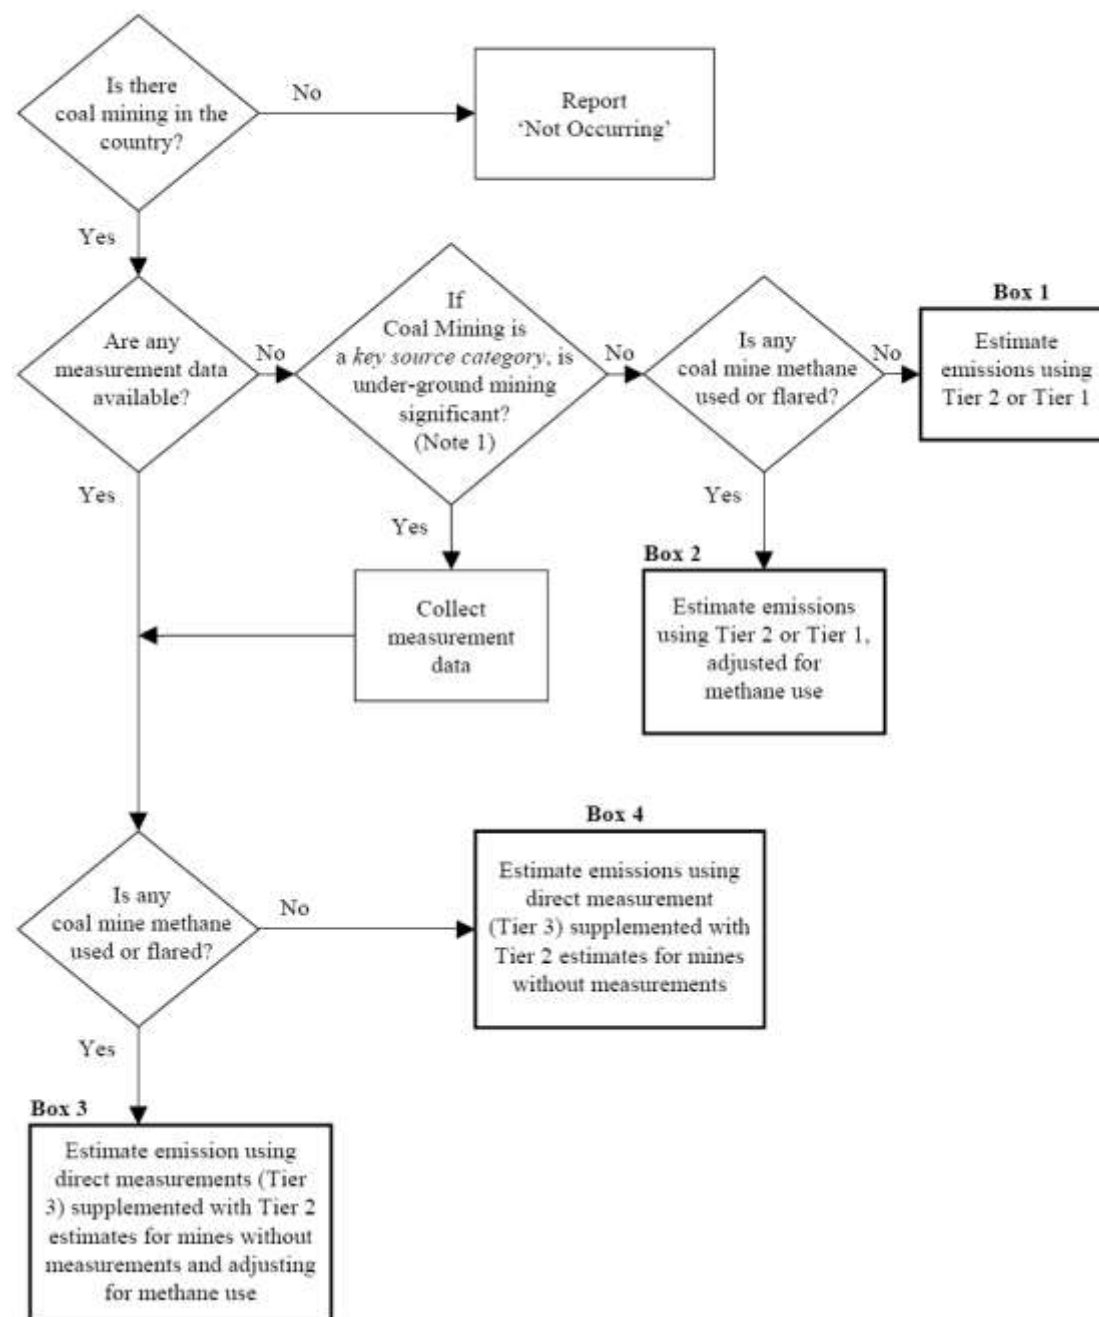 Is there
coal mining in the
country?
No
Report
‘Not Occurring’
Yes
Are any
measurement data
available?
No
If
Coal Mining is
a key source category, is
under-ground mining
significant?
(Note 1)
No
Is any
coal mine methane
used or flared?
No
Box 1
Estimate
emissions using
Tier 2 or Tier 1
Yes
Yes
Yes
Collect
measurement
data
Box 2
Estimate emissions
using Tier 2 or Tier 1,
adjusted for
methane use
Is any
coal mine methane
used or flared?
No
Box 4
Estimate emissions using
direct measurement
(Tier 3) supplemented with
Tier 2 estimates for mines
without measurements
Yes
Box 3
Estimate emission using
direct measurements (Tier
3) supplemented with Tier 2
estimates for mines without
measurements and adjusting
for methane use